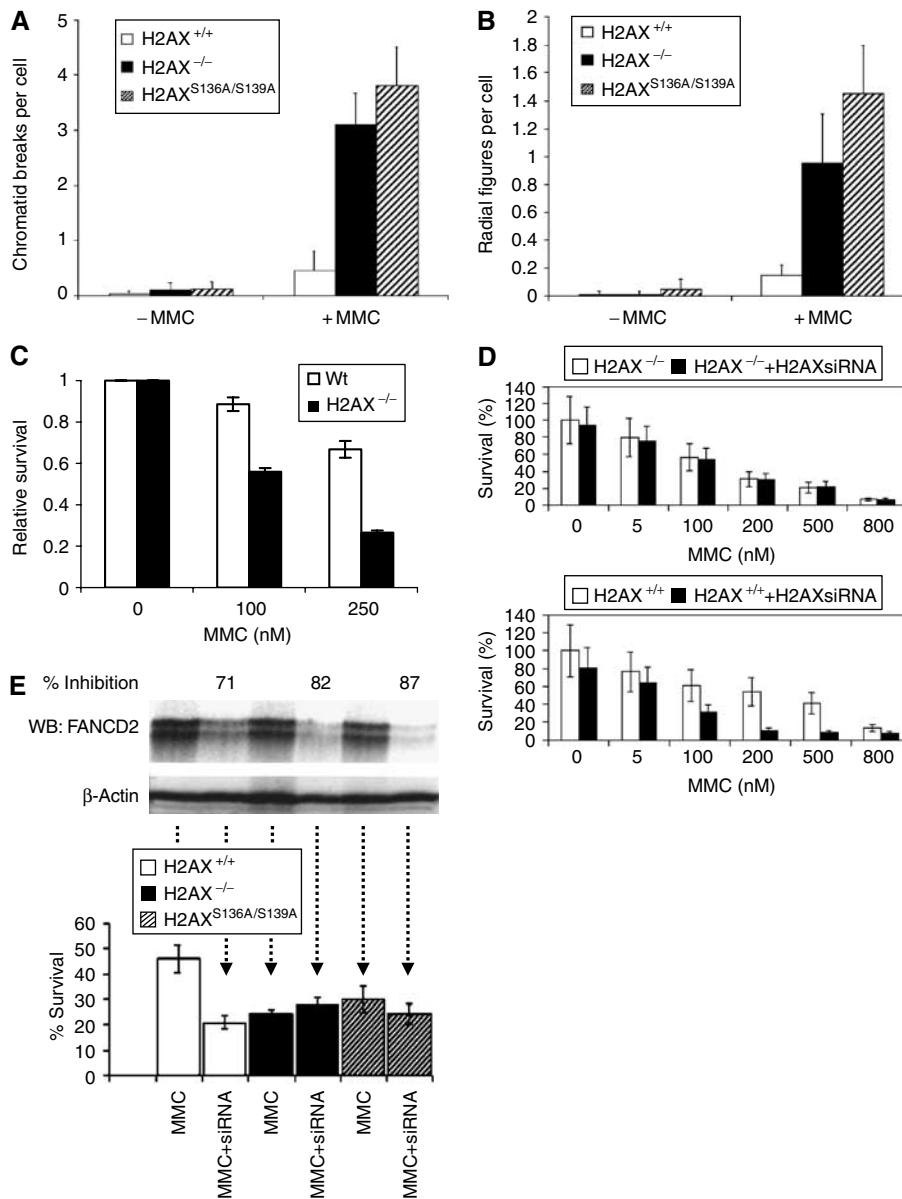 A
H2AX+/+
H2AX−/−
H2AXS136A/S139A
Chromatid breaks per cell
5
4
3
2
1
0
−MMC
+MMC
B
H2AX+/+
H2AX−/−
H2AXS136A/S139A
Radial figures per cell
2
1.8
1.6
1.4
1.2
1
0.8
0.6
0.4
0.2
0
−MMC
+MMC
C
Wt
H2AX−/−
Relative survival
1
0.8
0.6
0.4
0.2
0
0 100 250
MMC (nM)
D
H2AX−/− H2AX−/−+H2AXsiRNA
Survival (%)
140
120
100
80
60
40
20
0
0 5 100 200 500 800
MMC (nM)
H2AX+/+ H2AX+/++H2AXsiRNA
Survival (%)
140
120
100
80
60
40
20
0
0 5 100 200 500 800
MMC (nM)
E
% Inhibition 71 82 87
WB: FANCD2
β-Actin
H2AX+/+
H2AX−/−
H2AXS136A/S139A
% Survival
60
50
40
30
20
10
0
MMC
MMC+siRNA
MMC
MMC+siRNA
MMC
MMC+siRNA